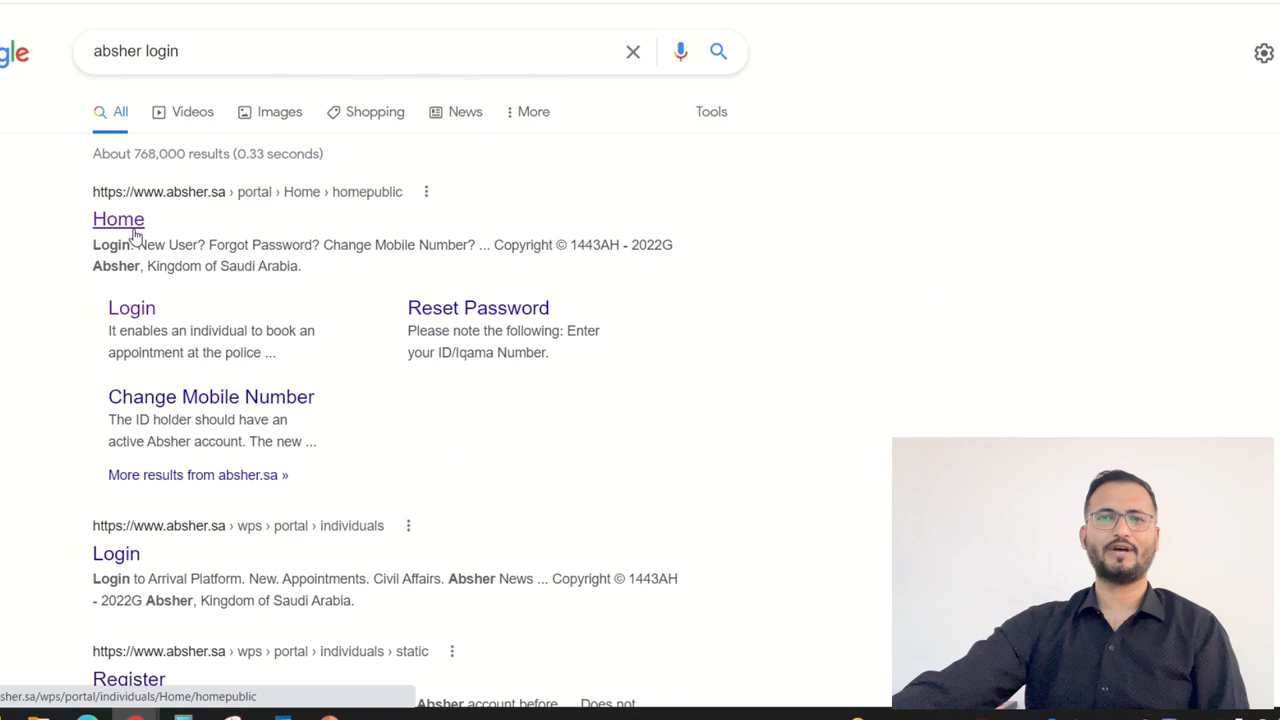 gle
absher login
All
Videos
Images
Shopping
News
More
Tools
About 768,000 results (0.33 seconds)
https://www.absher.sa › portal › Home › homepublic
Home
Login. New User? Forgot Password? Change Mobile Number? ... Copyright © 1443AH - 2022G
Absher, Kingdom of Saudi Arabia.
Login
It enables an individual to book an
appointment at the police ...
Reset Password
Please note the following: Enter
your ID/Iqama Number.
Change Mobile Number
The ID holder should have an
active Absher account. The new ...
More results from absher.sa »
https://www.absher.sa › wps › portal › individuals
Login
Login to Arrival Platform. New. Appointments. Civil Affairs. Absher News ... Copyright © 1443AH
- 2022G Absher, Kingdom of Saudi Arabia.
https://www.absher.sa › wps › portal › individuals › static
Register
Absher account before Does not
sher.sa/wps/portal/individuals/Home/homepublic